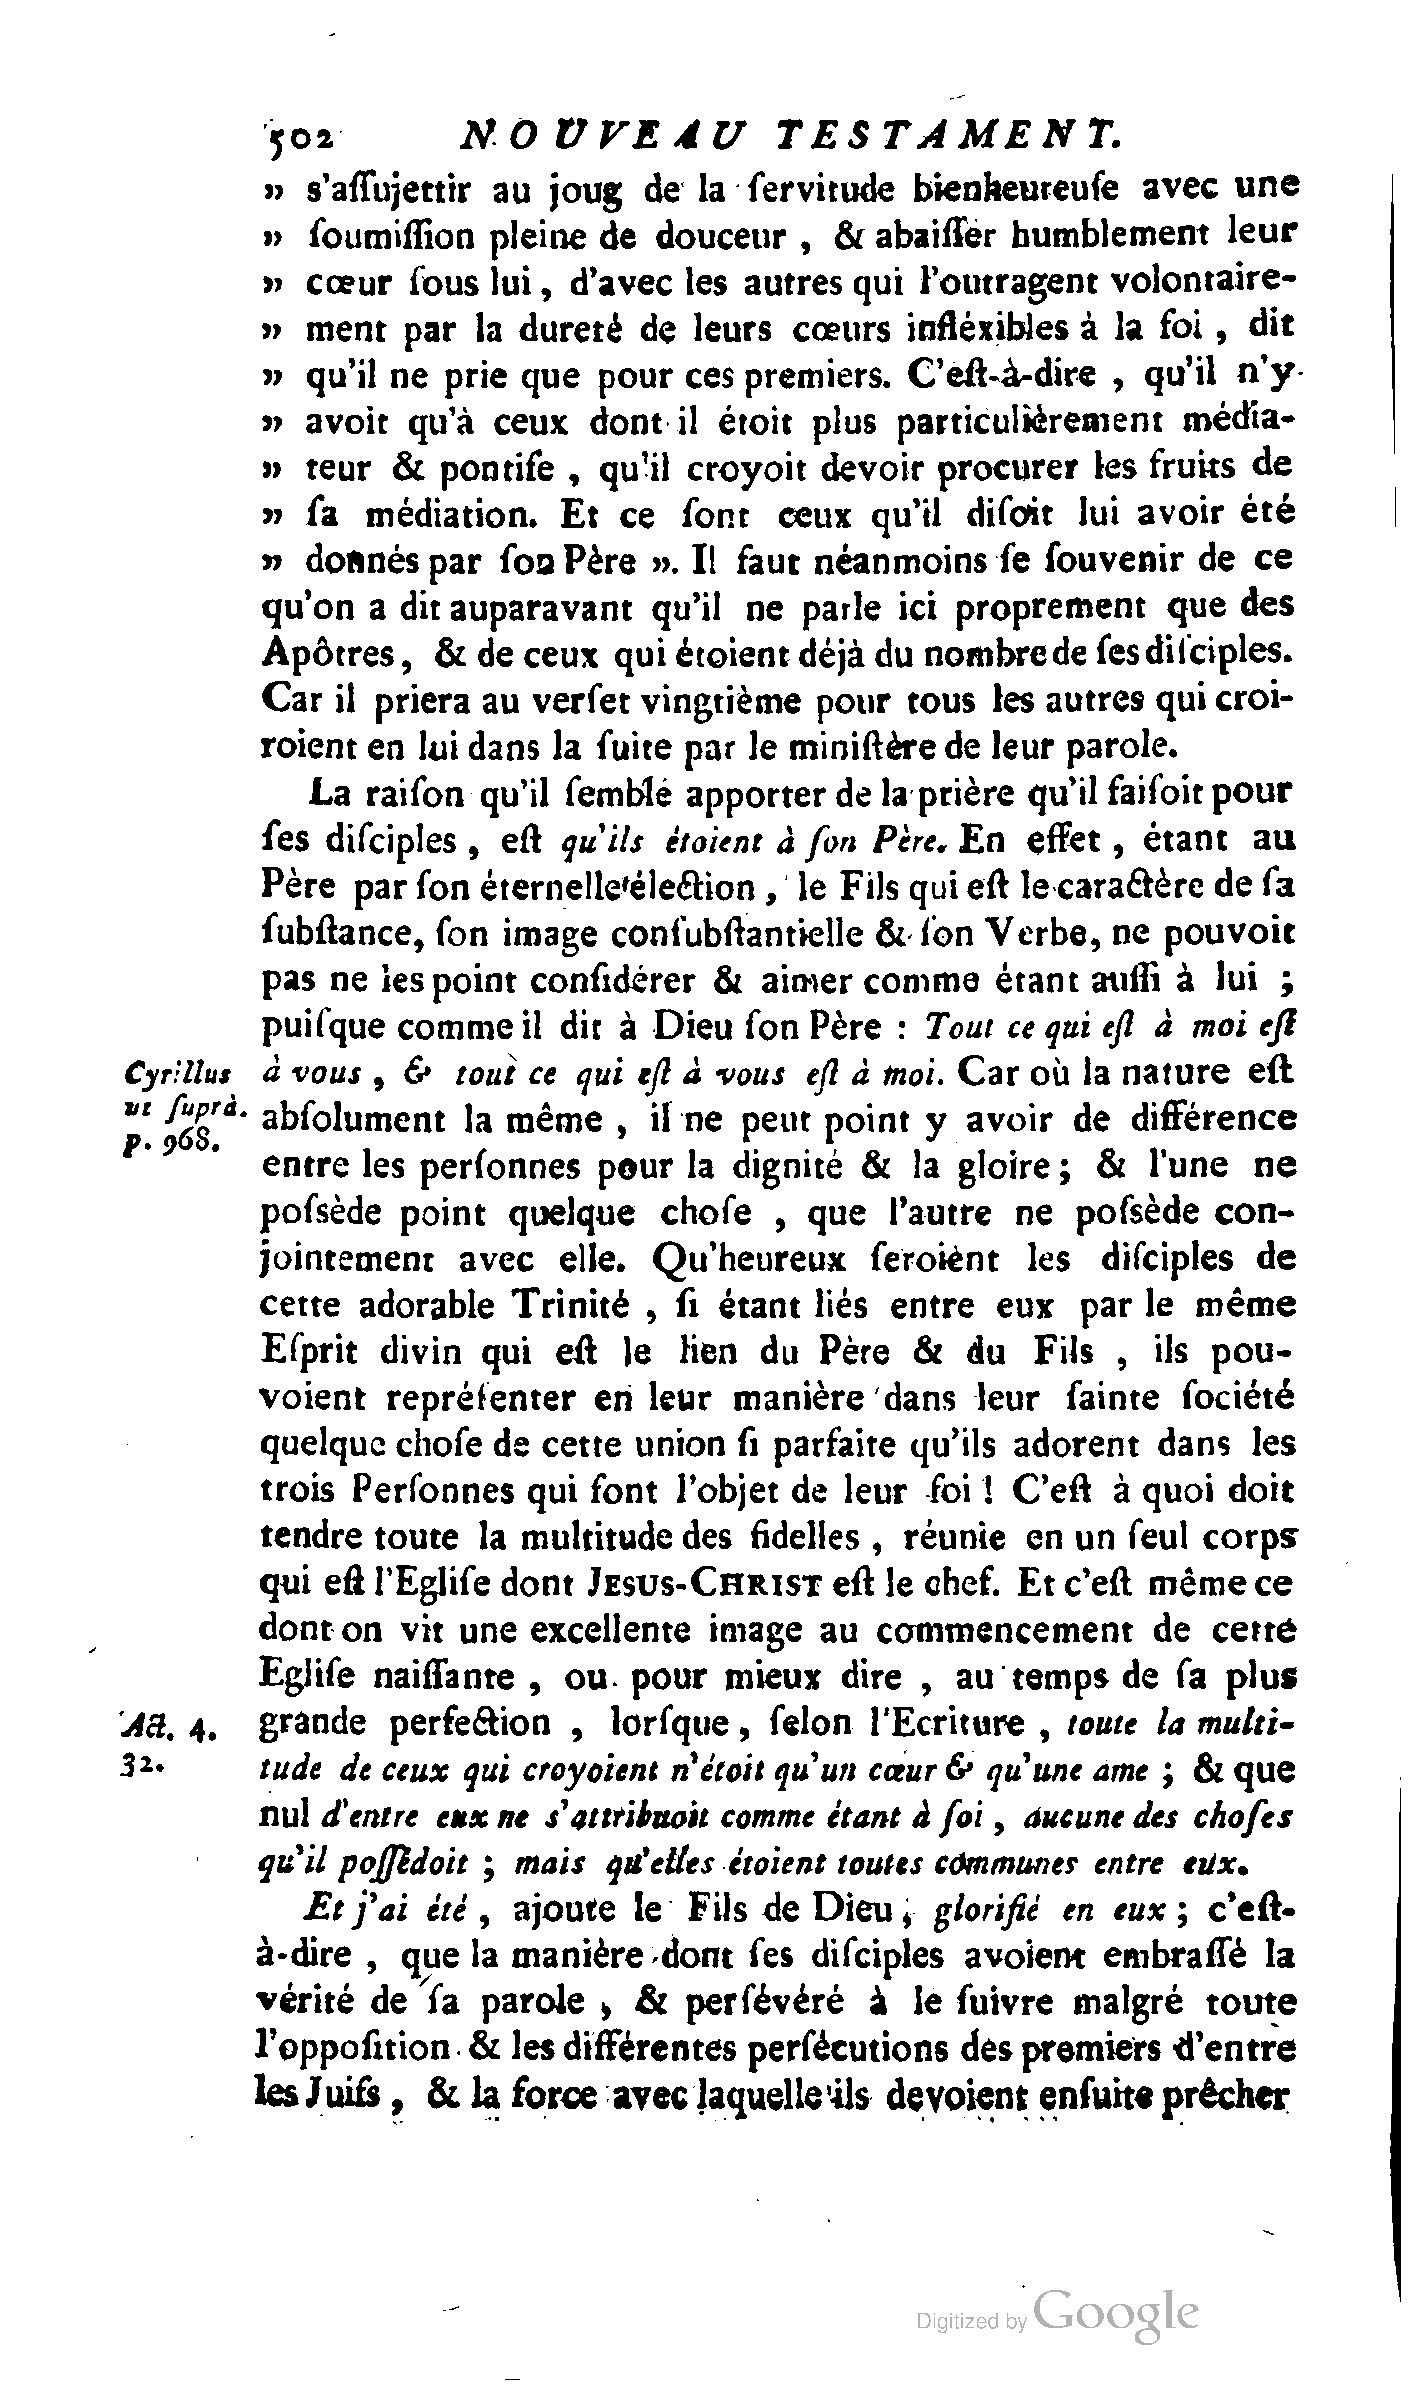 502 NOUVEAU TESTAMENT.
» s'aſſujettir au joug de la ſervitude bienheureuſe avec une
» ſoumiſſion pleine de douceur , & abaiſſer humblement leur
» cœur ſous lui , d'avec les autres qui l'outragent volontaire-
» ment par la dureté de leurs cœurs infléxibles à la foi , dit
» qu'il ne prie que pour ces premiers. C'eſt-à-dire , qu'il n'y
» avoit qu'à ceux dont il étoit plus particulièrement média-
» teur & pontife , qu'il croyoit devoir procurer les fruits de
» ſa médiation. Et ce ſont ceux qu'il diſoit lui avoir été
» donnés par ſon Père ». Il faut néanmoins ſe ſouvenir de ce
qu'on a dit auparavant qu'il ne parle ici proprement que des
Apôtres, & de ceux qui étoient déjà du nombre de ſes diſciples.
Car il priera au verſet vingtième pour tous les autres qui croi-
roient en lui dans la ſuite par le miniſtère de leur parole.
La raiſon qu'il ſemble apporter de la prière qu'il faiſoit pour
ſes diſciples , eſt qu'ils étoient à ſon Père. En effet , étant au
Père par ſon éternelle élection , le Fils qui eſt le caractère de ſa
ſubſtance, ſon image conſubſtantielle & ſon Verbe, ne pouvoit
pas ne les point conſidérer & aimer comme étant auſſi à lui ;
puiſque comme il dit à Dieu ſon Père : Tout ce qui eſt à moi eſt
Cyrillus à vous , & tout ce qui eſt à vous eſt à moi. Car où la nature eſt
ut ſuprà. abſolument la même , il ne peut point y avoir de différence
p. 968.
entre les perſonnes pour la dignité & la gloire ; & l'une ne
poſsède point quelque choſe , que l'autre ne poſsède con-
jointement avec elle. Qu'heureux ſeroient les diſciples de
cette adorable Trinité , ſi étant liés entre eux par le même
Eſprit divin qui eſt le lien du Père & du Fils , ils pou-
voient repréſenter en leur manière dans leur ſainte ſociété
quelque choſe de cette union ſi parfaite qu'ils adorent dans les
trois Perſonnes qui font l'objet de leur foi ! C'eſt à quoi doit
tendre toute la multitude des fidelles , réunie en un ſeul corps
qui eſt l'Egliſe dont JESUS-CHRIST eſt le chef. Et c'eſt même ce
dont on vit une excellente image au commencement de cette
Egliſe naiſſante , ou pour mieux dire , au temps de ſa plus
Act. 4. grande perfection , lorſque , ſelon l'Ecriture , toute la multi-
32. tude de ceux qui croyoient n'étoit qu'un cœur & qu'une ame ; & que
nul d'entre eux ne s'attribuoit comme étant à ſoi , aucune des choſes
qu'il poſſédoit ; mais qu'elles étoient toutes communes entre eux.
Et j'ai été , ajoute le Fils de Dieu , glorifié en eux ; c'eſt-
à-dire , que la manière dont ſes diſciples avoient embraſſé la
vérité de ſa parole , & perſévéré à le ſuivre malgré toute
l'oppoſition & les différentes perſécutions des premiers d'entre
les Juifs , & la force avec laquelle ils devoient enſuite prêcher
Digitized by Google